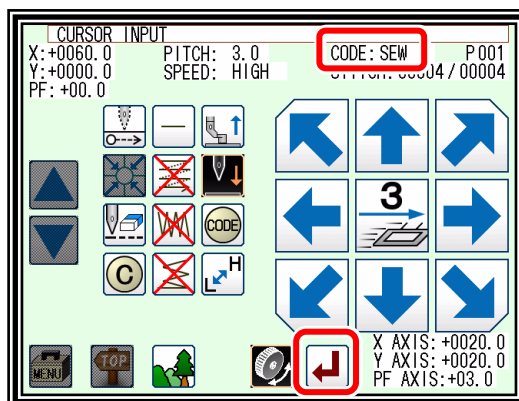 CURSOR INPUT
X:+0060.0 PITCH: 3.0 CODE:SEW P001
Y:+0000.0 SPEED: HIGH 00004/00004
PF:+00.0
3
CODE
C
L H
X AXIS:+0020.0
MENU TOP Y AXIS:+0020.0
PF AXIS:+03.0